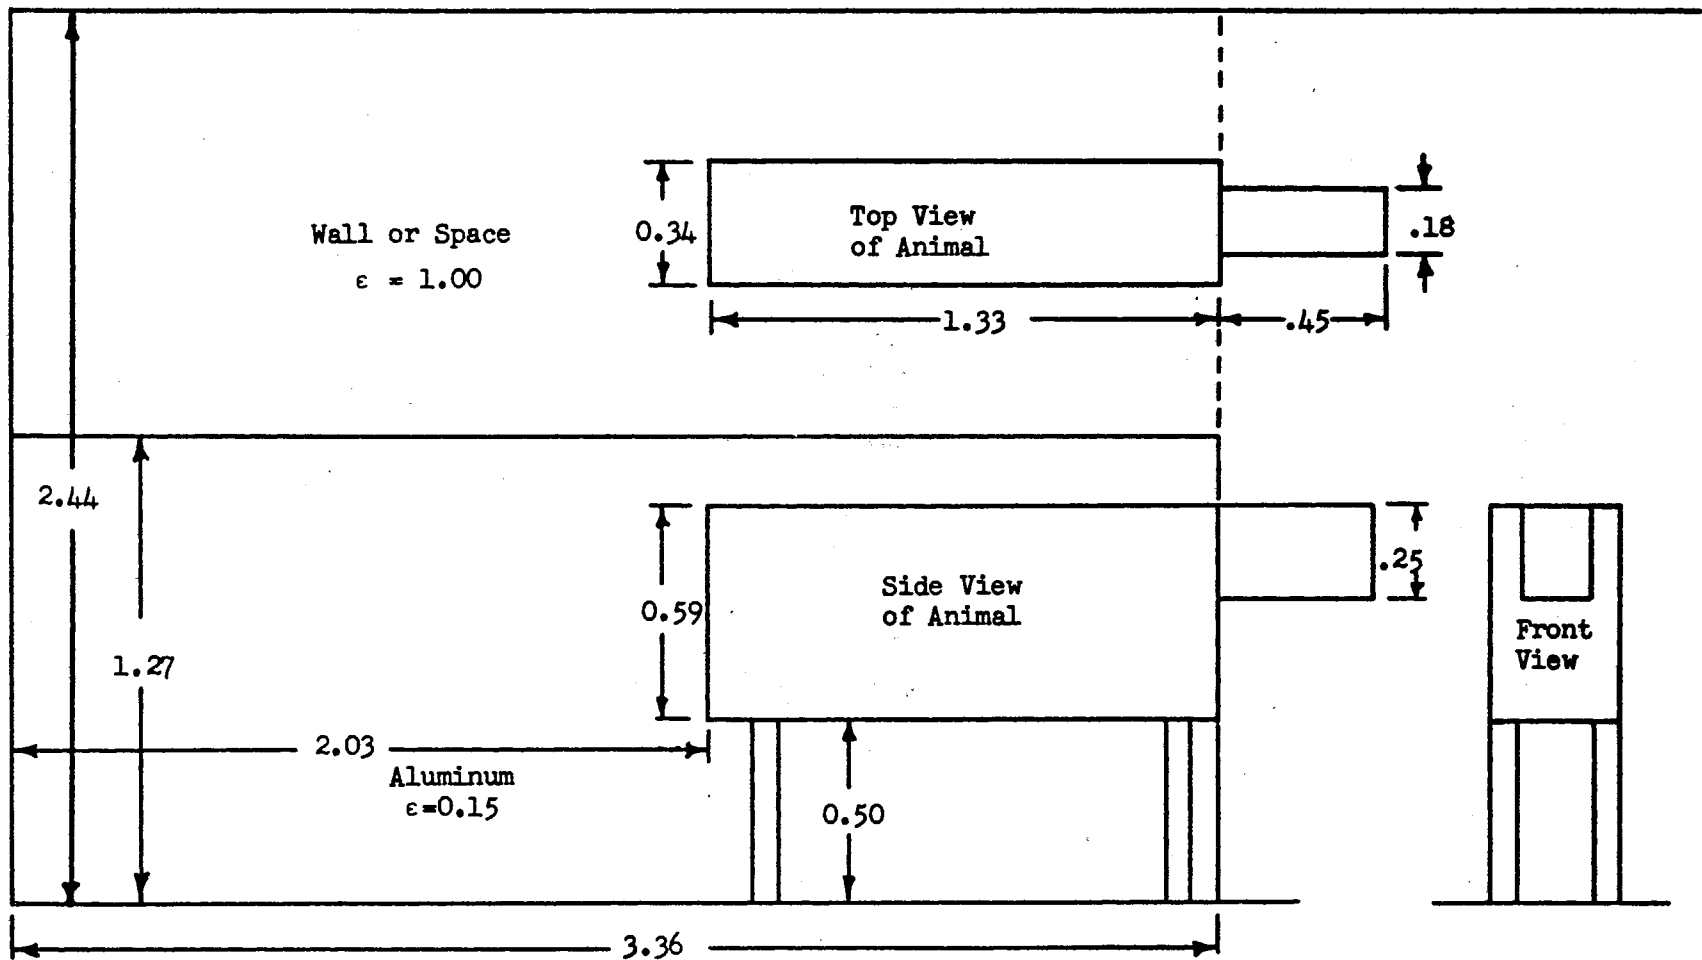 Wall or Space
ε = 1.00
0.34
Top View
of Animal
.18
1.33
.45
2.44
1.27
0.59
Side View
of Animal
.25
Front
View
2.03
Aluminum
ε=0.15
0.50
3.36